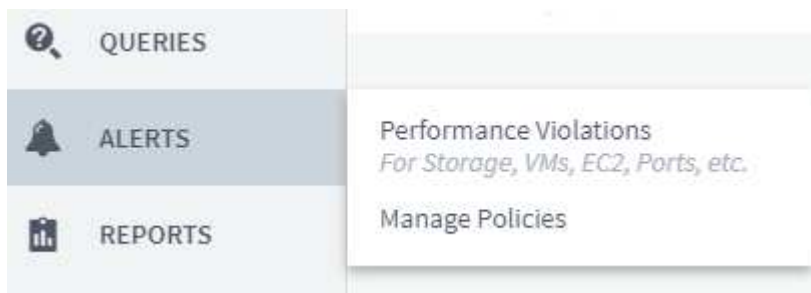 QUERIES
ALERTS
REPORTS
Performance Violations
For Storage, VMs, EC2, Ports, etc.
Manage Policies